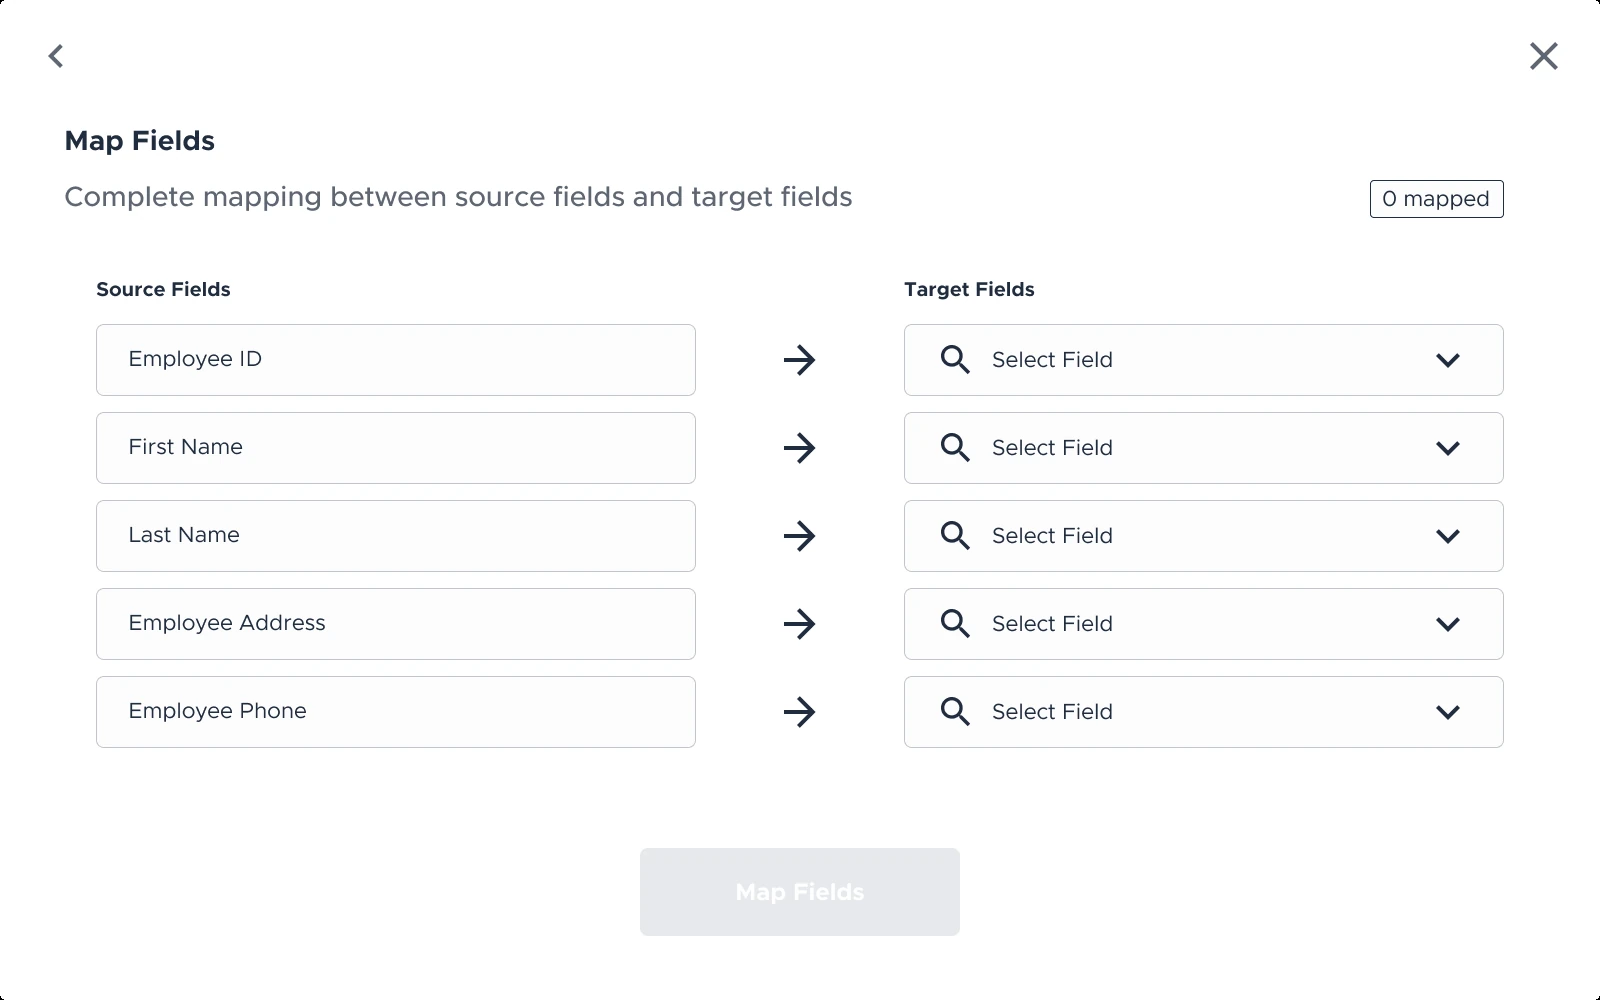 Map Fields
Complete mapping between source fields and target fields
0 mapped
Source Fields
Target Fields
Employee ID
Select Field
First Name
Select Field
Last Name
Select Field
Employee Address
Select Field
Employee Phone
Select Field
Map Fields